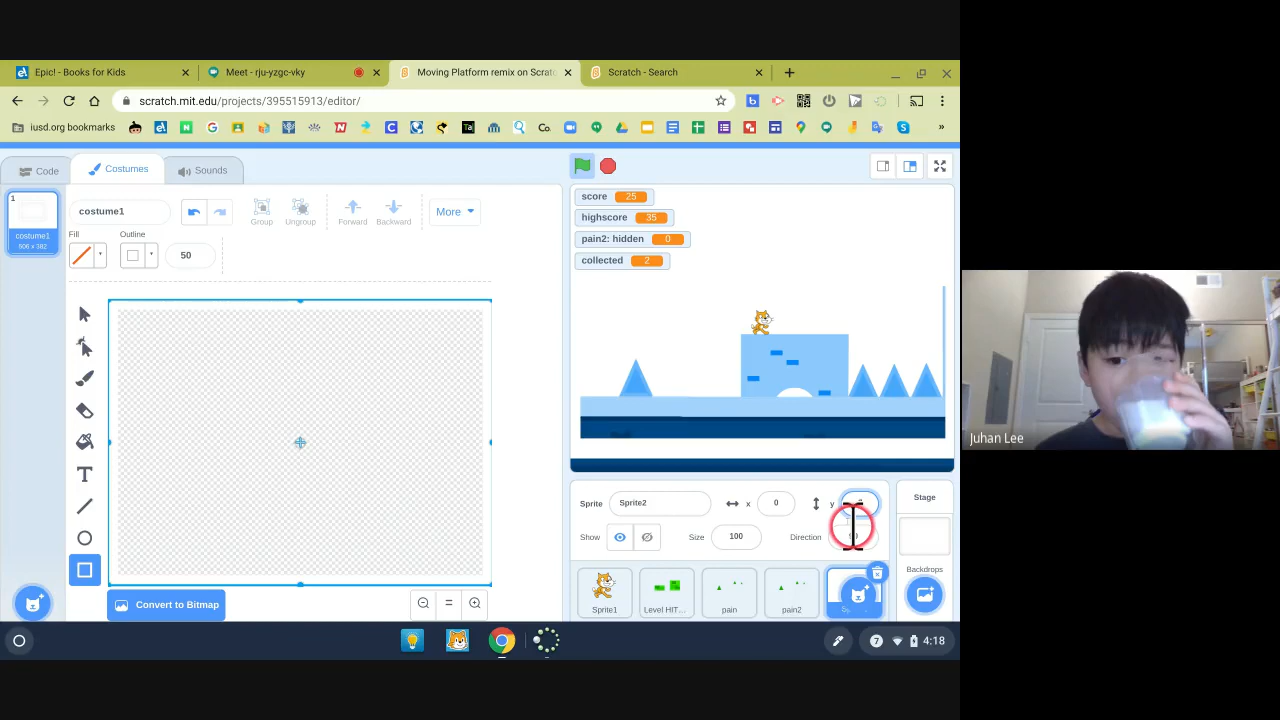 Epic! - Books for Kids
Meet - rju-yzgc-vky
Moving Platform remix on Scratc
Scratch - Search
scratch.mit.edu/projects/395515913/editor/
iusd.org bookmarks
Code
Costumes
Sounds
1
costume1
506 x 382
costume1
Group
Ungroup
Forward
Backward
More
Fill
Outline
50
score 25
highscore 35
pain2: hidden 0
collected 2
Juhan Lee
Sprite
Sprite2
x
0
y
Show
Size
100
Direction
Stage
Backdrops
Sprite1
Level HIT...
pain
pain2
Convert to Bitmap
7
4:18